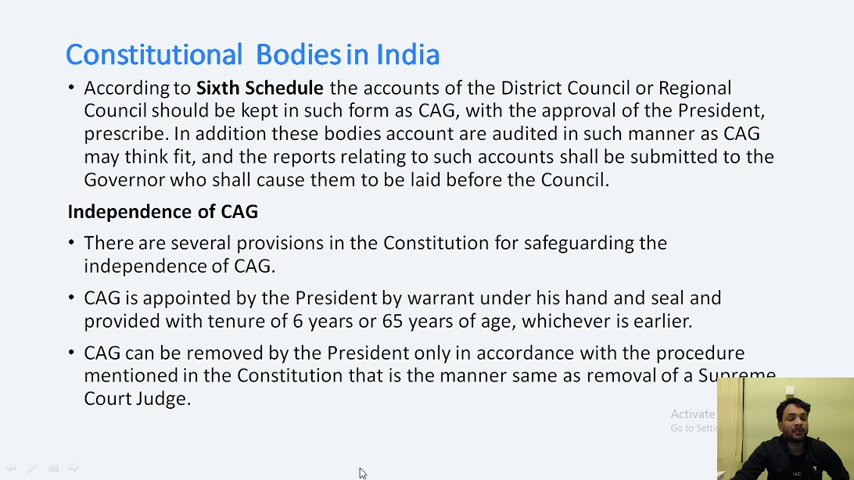 Constitutional Bodies in India
• According to Sixth Schedule the accounts of the District Council or Regional
Council should be kept in such form as CAG, with the approval of the President,
prescribe. In addition these bodies account are audited in such manner as CAG
may think fit, and the reports relating to such accounts shall be submitted to the
Governor who shall cause them to be laid before the Council.
Independence of CAG
• There are several provisions in the Constitution for safeguarding the
independence of CAG.
• CAG is appointed by the President by warrant under his hand and seal and
provided with tenure of 6 years or 65 years of age, whichever is earlier.
• CAG can be removed by the President only in accordance with the procedure
mentioned in the Constitution that is the manner same as removal of a Supreme
Court Judge.
Activate
Go to